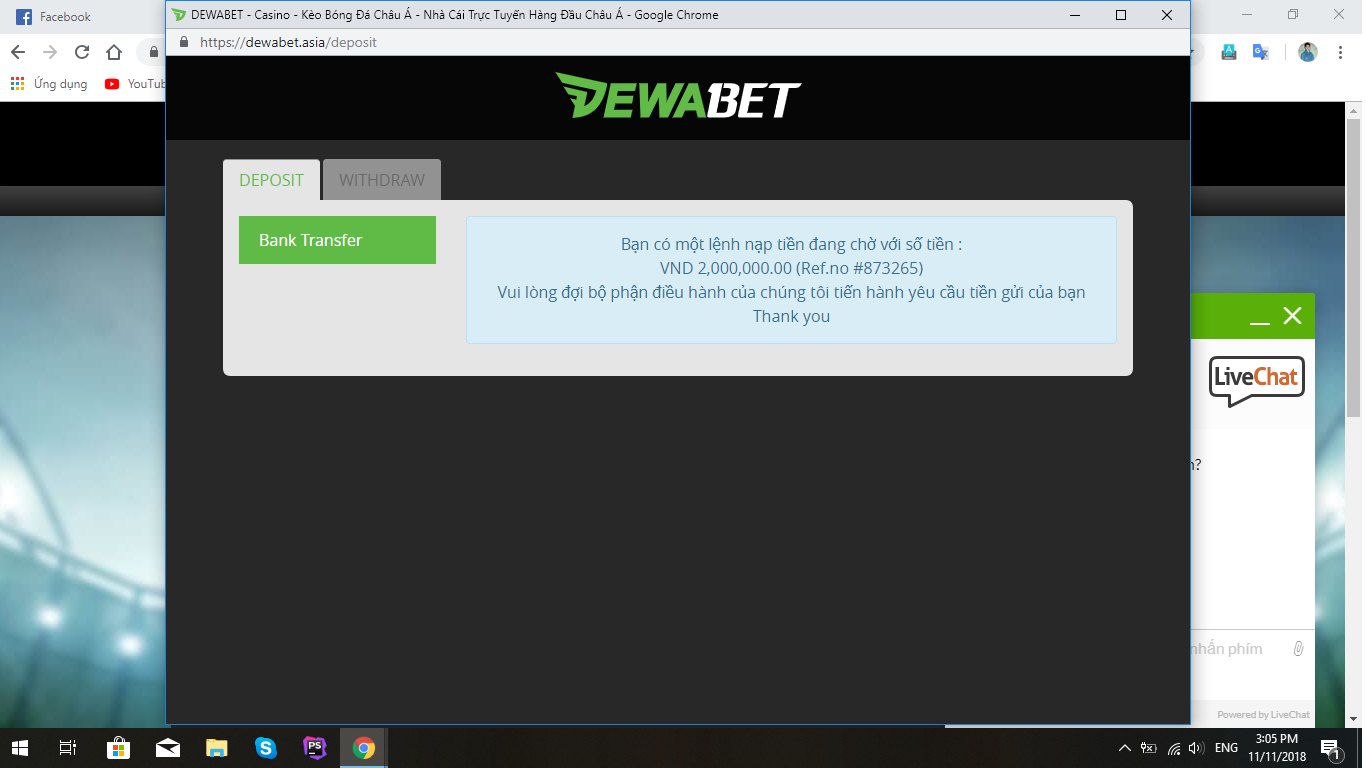 Facebook
DEWABET - Casino - Kèo Bóng Đá Châu Á - Nhà Cái Trực Tuyến Hàng Đầu Châu Á - Google Chrome
https://dewabet.asia/deposit
Ứng dụng
YouTub
DEWABET
DEPOSIT
WITHDRAW
Bank Transfer
Bạn có một lệnh nạp tiền đang chờ với số tiền :
VND 2,000,000.00 (Ref.no #873265)
Vui lòng đợi bộ phận điều hành của chúng tôi tiến hành yêu cầu tiền gửi của bạn
Thank you
LiveChat
nhấn phím
Powered by LiveChat
PS
ENG
3:05 PM
11/11/2018
1